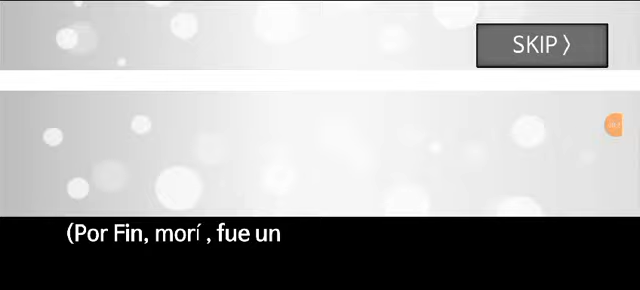 SKIP 〉
(Por Fin, morí , fue un